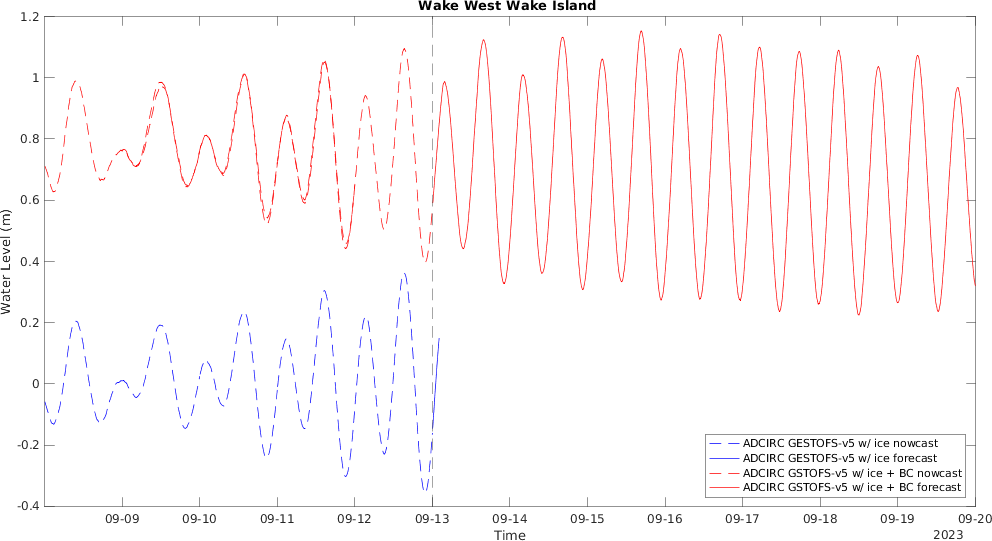 Wake West Wake Island
1.2
1
0.8
0.6
0.4
0.2
0
-0.2
-0.4
Water Level (m)
ADCIRC GESTOFS-v5 w/ ice nowcast
ADCIRC GESTOFS-v5 w/ ice forecast
ADCIRC GSTOFS-v5 w/ ice + BC nowcast
ADCIRC GSTOFS-v5 w/ ice + BC forecast
09-09 09-10 09-11 09-12 09-13 09-14 09-15 09-16 09-17 09-18 09-19 09-20
Time
2023